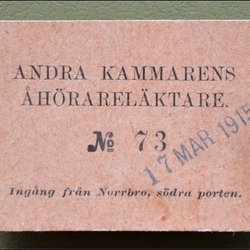 ANDRA KAMMARENS
ÅHÖRARELÄKTARE.
№ 73
17 MAR 1915
Ingång från Norrbro, södra porten.